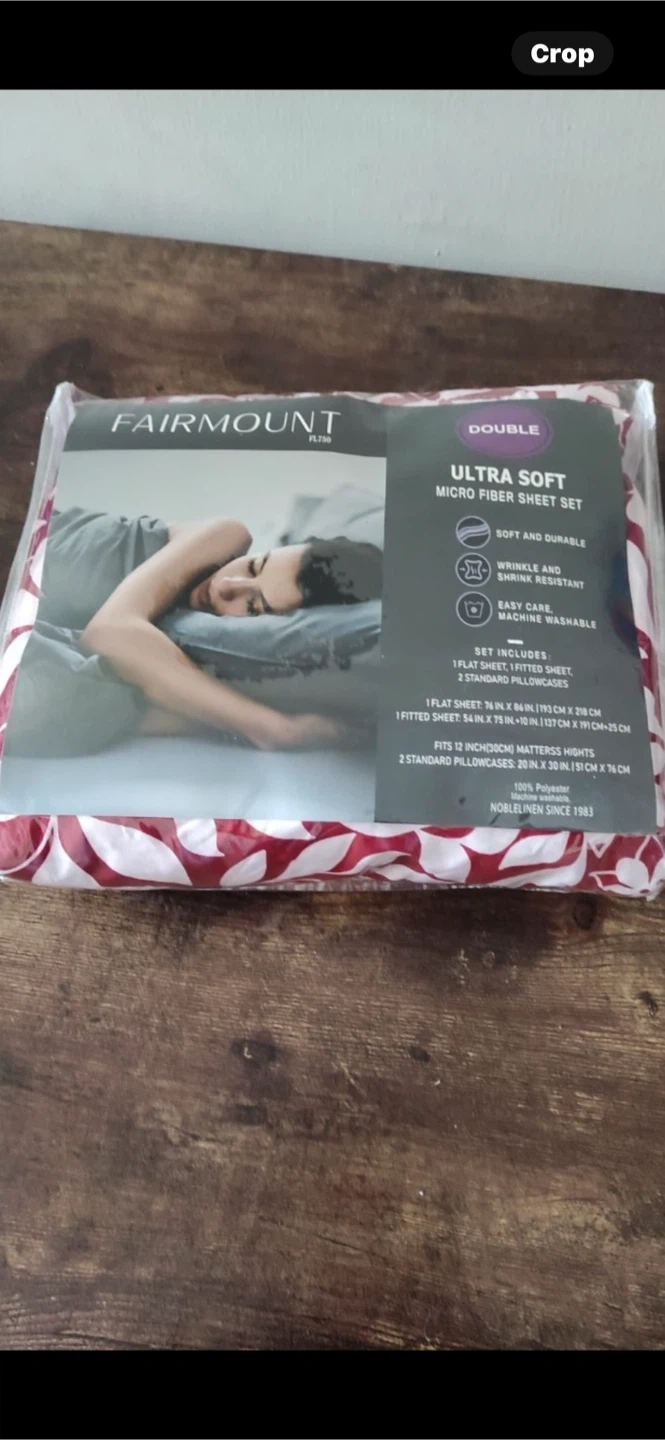 Crop
FAIRMOUNT
FL750
DOUBLE
ULTRA SOFT
MICRO FIBER SHEET SET
SOFT AND DURABLE
WRINKLE AND
SHRINK RESISTANT
EASY CARE,
MACHINE WASHABLE
SET INCLUDES:
1 FLAT SHEET, 1 FITTED SHEET,
2 STANDARD PILLOWCASES
1 FLAT SHEET: 76 IN. X 86 IN. | 193 CM X 218 CM
1 FITTED SHEET: 54 IN. X 75 IN.+10 IN. | 137 CM X 191 CM+25 CM
FITS 12 INCH(30CM) MATTERSS HIGHTS
2 STANDARD PILLOWCASES: 20 IN. X 30 IN. | 51 CM X 76 CM
100% Polyester
Machine washable.
NOBLELINEN SINCE 1983